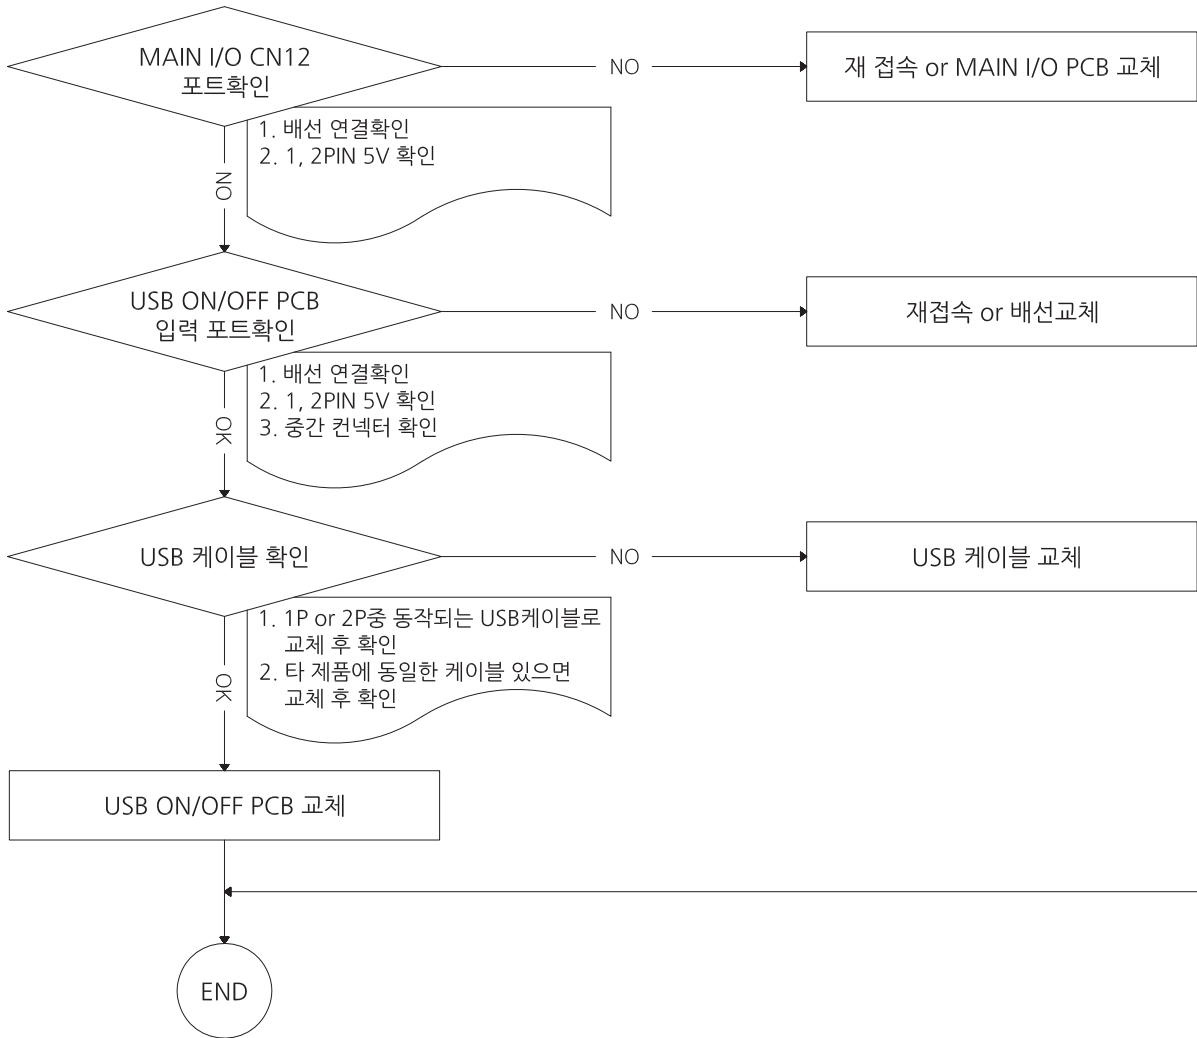 MAIN I/O CN12
포트확인
NO
재 접속 or MAIN I/O PCB 교체
1. 배선 연결확인
2. 1, 2PIN 5V 확인
NO
USB ON/OFF PCB
입력 포트확인
NO
재접속 or 배선교체
1. 배선 연결확인
2. 1, 2PIN 5V 확인
3. 중간 컨넥터 확인
OK
USB 케이블 확인
NO
USB 케이블 교체
1. 1P or 2P중 동작되는 USB케이블로
교체 후 확인
2. 타 제품에 동일한 케이블 있으면
교체 후 확인
OK
USB ON/OFF PCB 교체
END